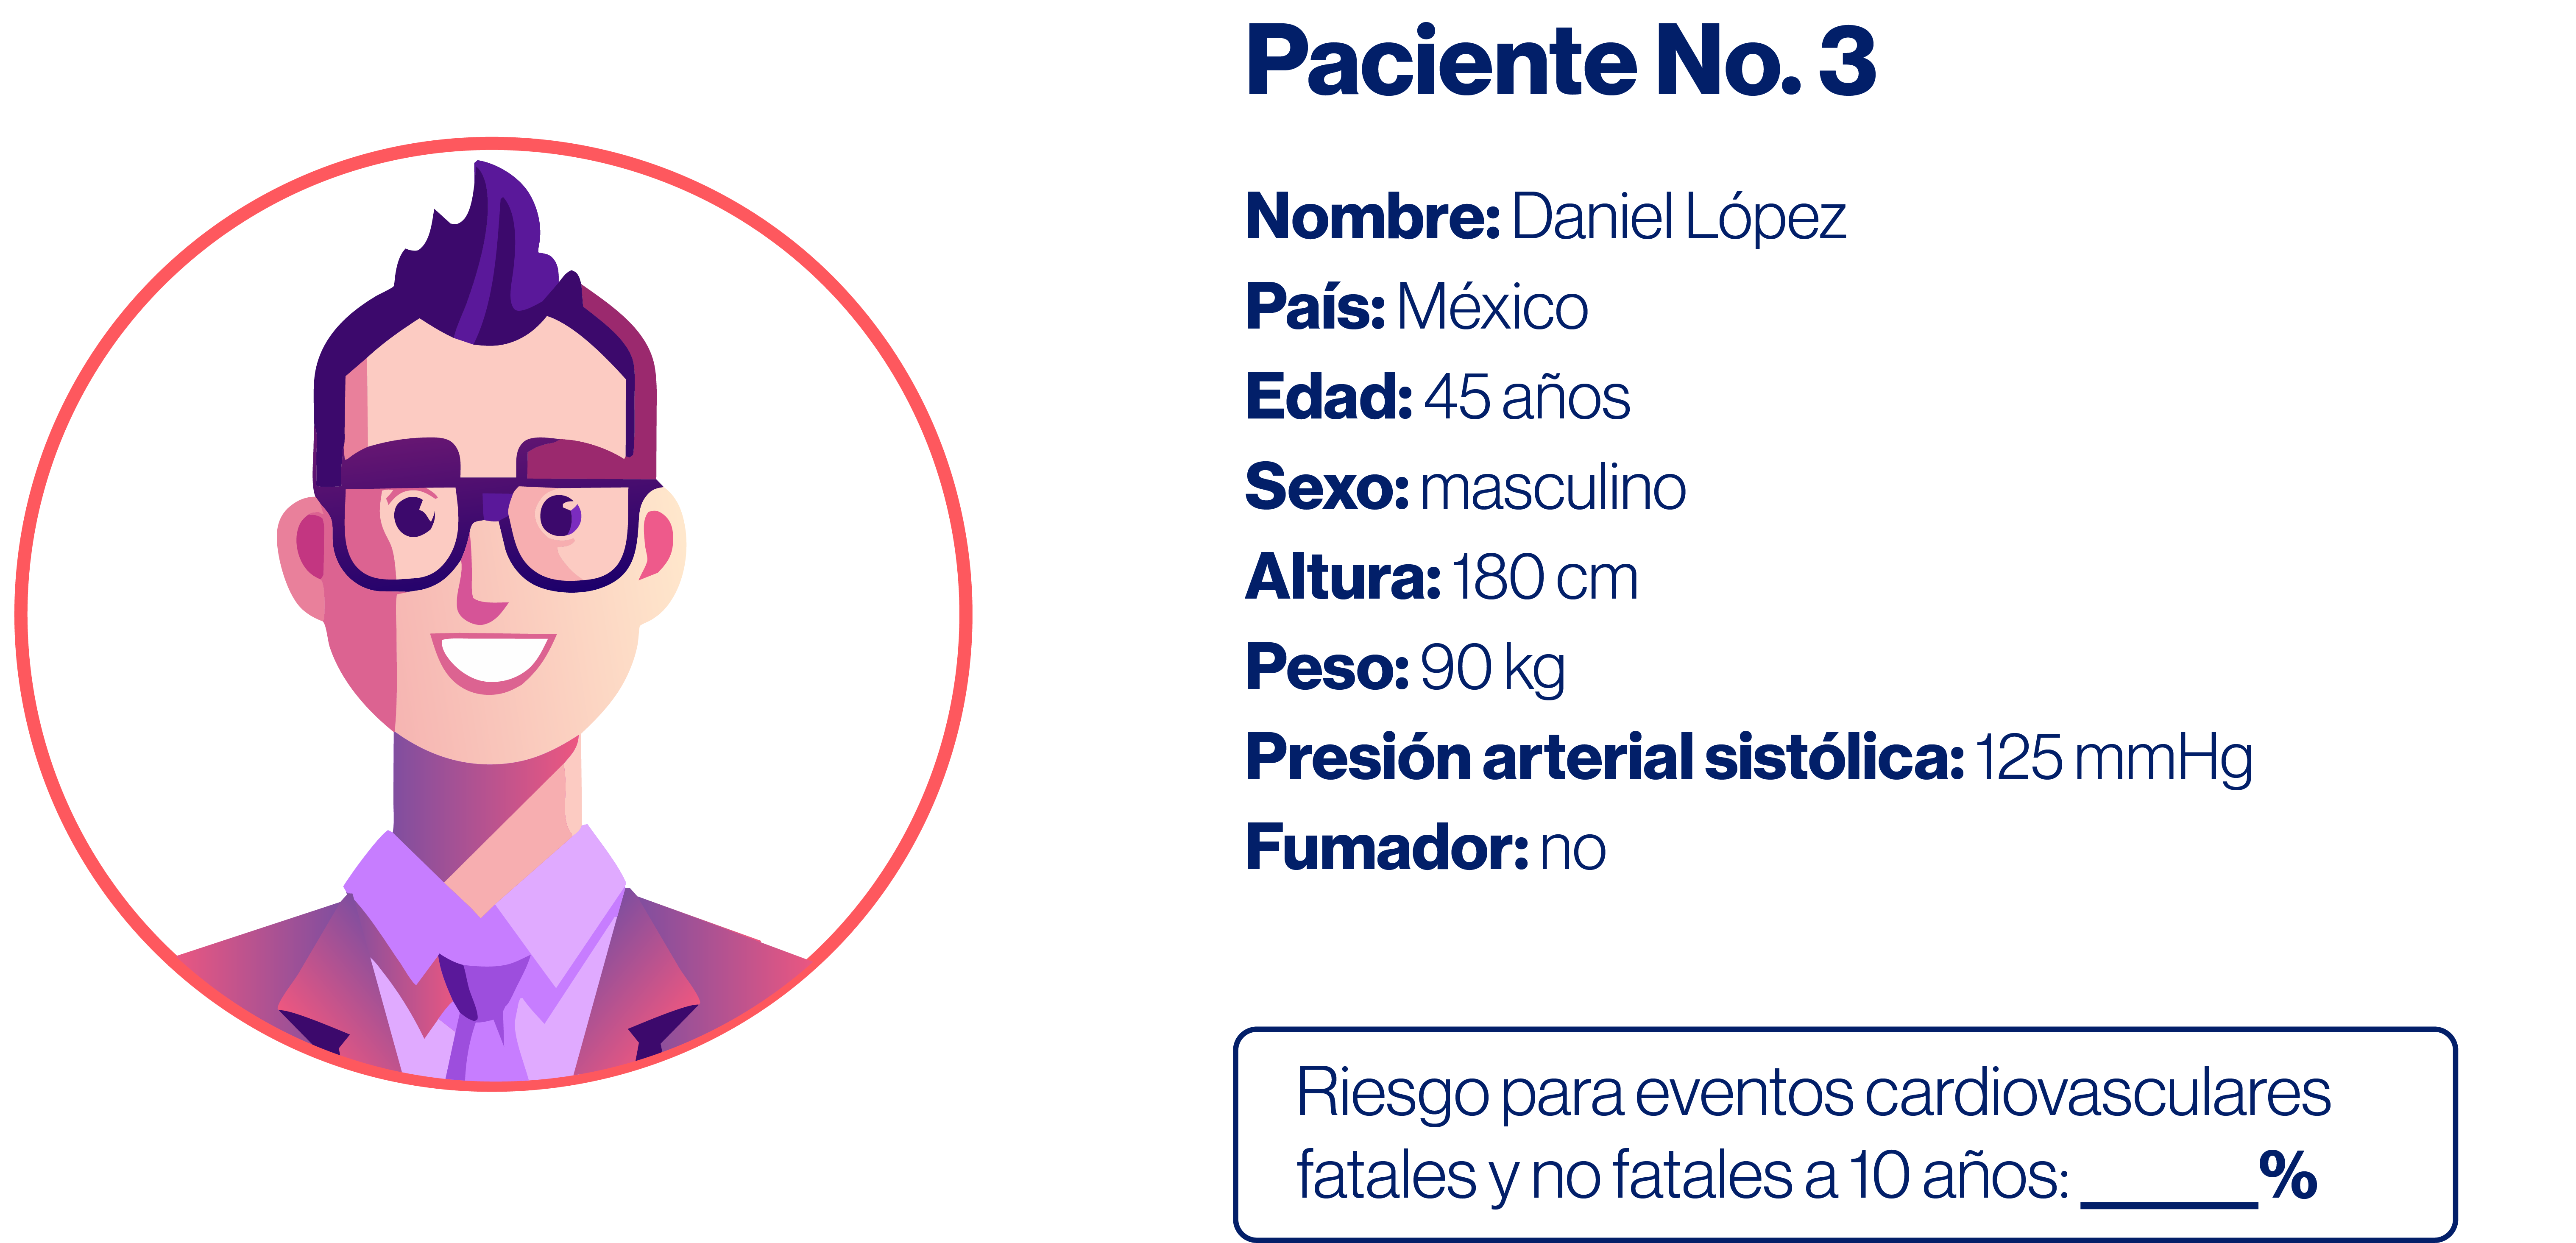 Paciente No. 3
Nombre: Daniel López
País: México
Edad: 45 años
Sexo: masculino
Altura: 180 cm
Peso: 90 kg
Presión arterial sistólica: 125 mmHg
Fumador: no
Riesgo para eventos cardiovasculares
fatales y no fatales a 10 años: _____%